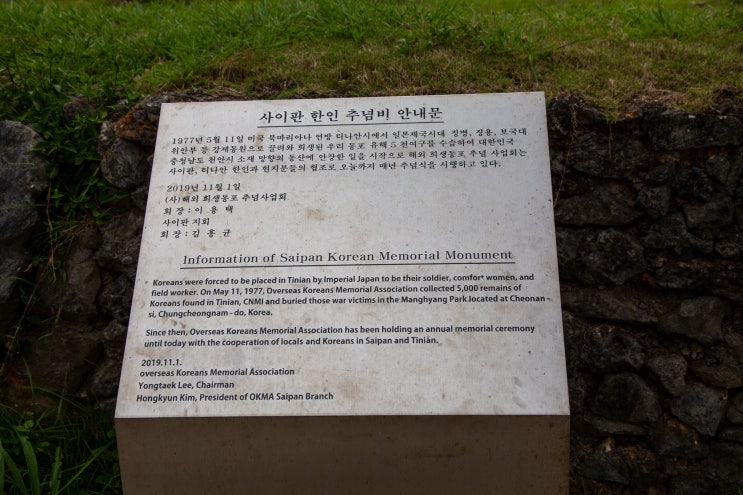 사이판 한인 추념비 안내문
1977년 5월 11일 미국 북마리아나 연방 티니안시에서 일본제국시대 징병, 징용, 보국대
위안부 등 강제동원으로 끌려와 희생된 우리 동포 유해 5천여구를 수습하여 대한민국
충청남도 천안시 소재 망향의 동산에 안장한 일을 시작으로 해외 희생동포 추념 사업회는
사이판, 티니안 한인과 현지분들의 협조로 오늘까지 매년 추념식을 시행하고 있다.
2019년 11월 1일
(사)해외 희생동포 추념사업회
회 장 : 이 용 택
사이판 지회
회 장 : 김 홍 균
Information of Saipan Korean Memorial Monument
Koreans were forced to be placed in Tinian by Imperial Japan to be their soldier, comfort women, and
field worker. On May 11, 1977, Overseas Koreans Memorial Association collected 5,000 remains of
Koreans found in Tinian, CNMI and buried those war victims in the Manghyang Park located at Cheonan -
si, Chungcheongnam - do, Korea.
Since then, Overseas Koreans Memorial Association has been holding an annual memorial ceremony
until today with the cooperation of locals and Koreans in Saipan and Tinian.
2019.11.1.
overseas Koreans Memorial Association
Yongtaek Lee, Chairman
Hongkyun Kim, President of OKMA Saipan Branch